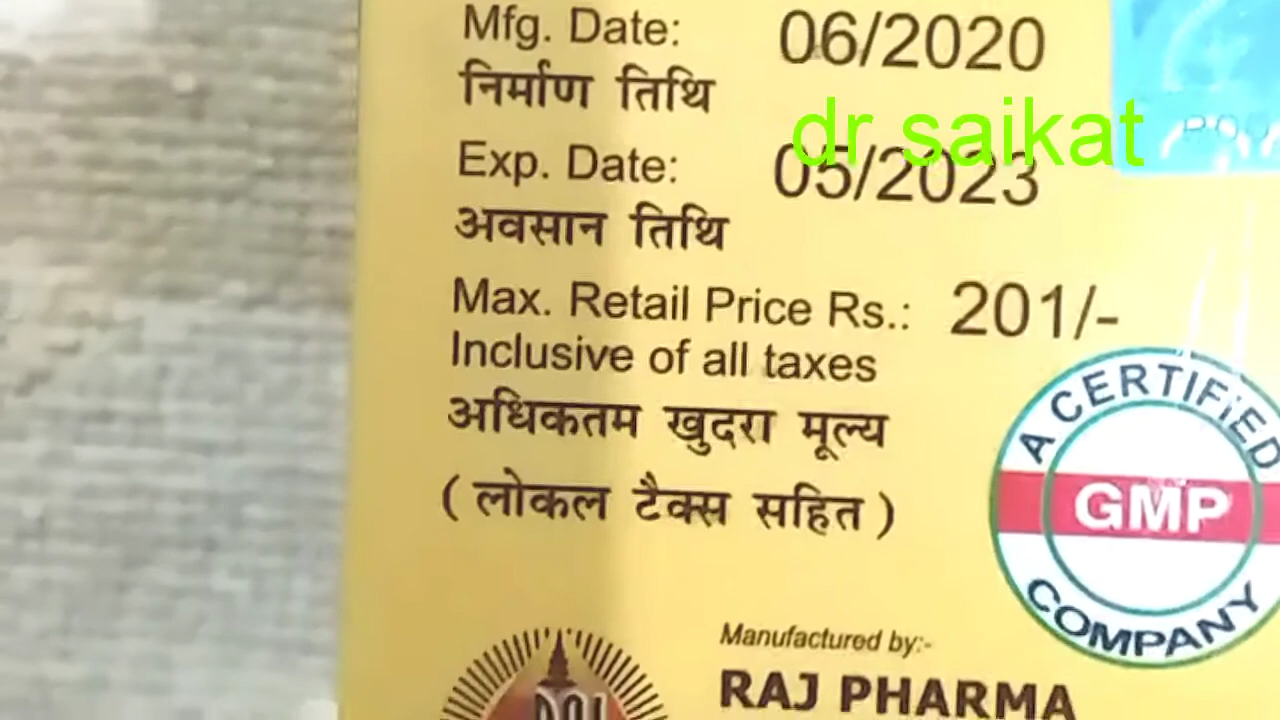 Mfg. Date: 06/2020
निर्माण तिथि
dr saikat
Exp. Date: 05/2023
अवसान तिथि
Max. Retail Price Rs.: 201/-
Inclusive of all taxes
अधिकतम खुदरा मूल्य
( लोकल टैक्स सहित )
A CERTIFIED
GMP
COMPANY
Manufactured by:-
RAJ PHARMA